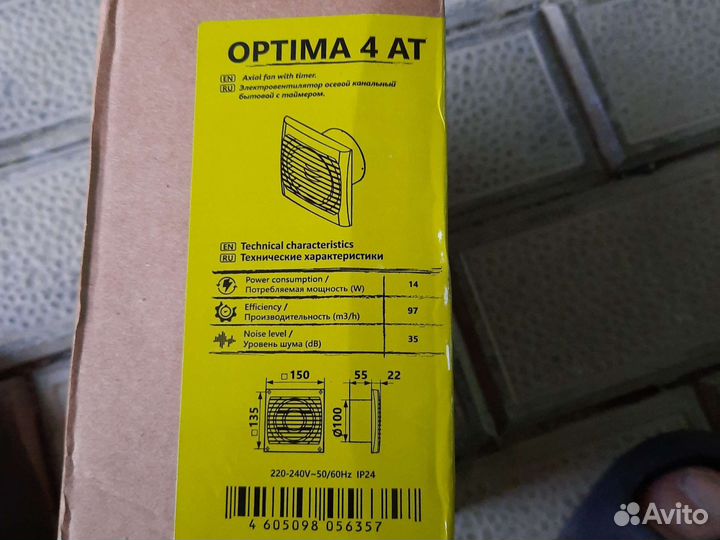 OPTIMA 4 AT
EN Axial fan with timer.
RU Электровентилятор осевой канальный
бытовой с таймером.
EN Technical characteristics
RU Технические характеристики
Power consumption /
Потребляемая мощность (W) 14
Efficiency /
Производительность (m3/h) 97
Noise level /
Уровень шума (dB) 35
□150 55 22
□135 Ø100
220-240V~50/60Hz IP24
4 605098 056357
Avito